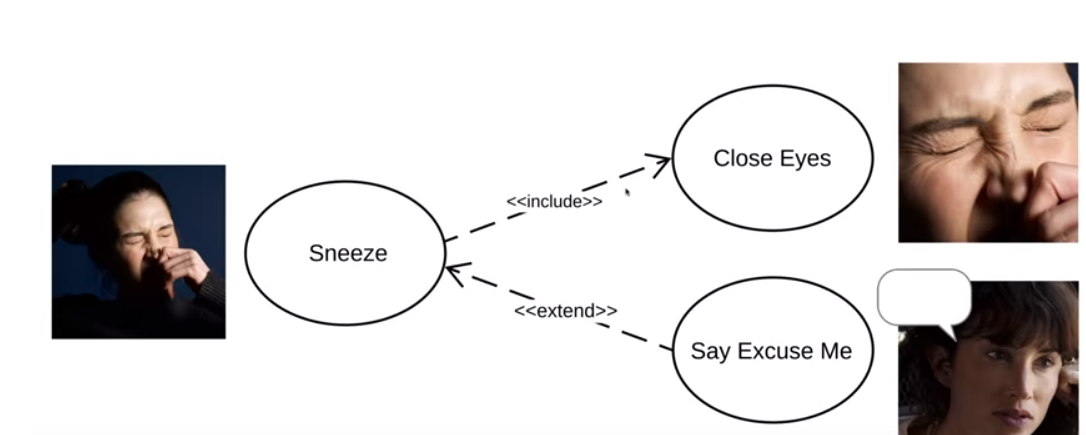 Close Eyes
<<include>>
Sneeze
<<extend>>
Say Excuse Me